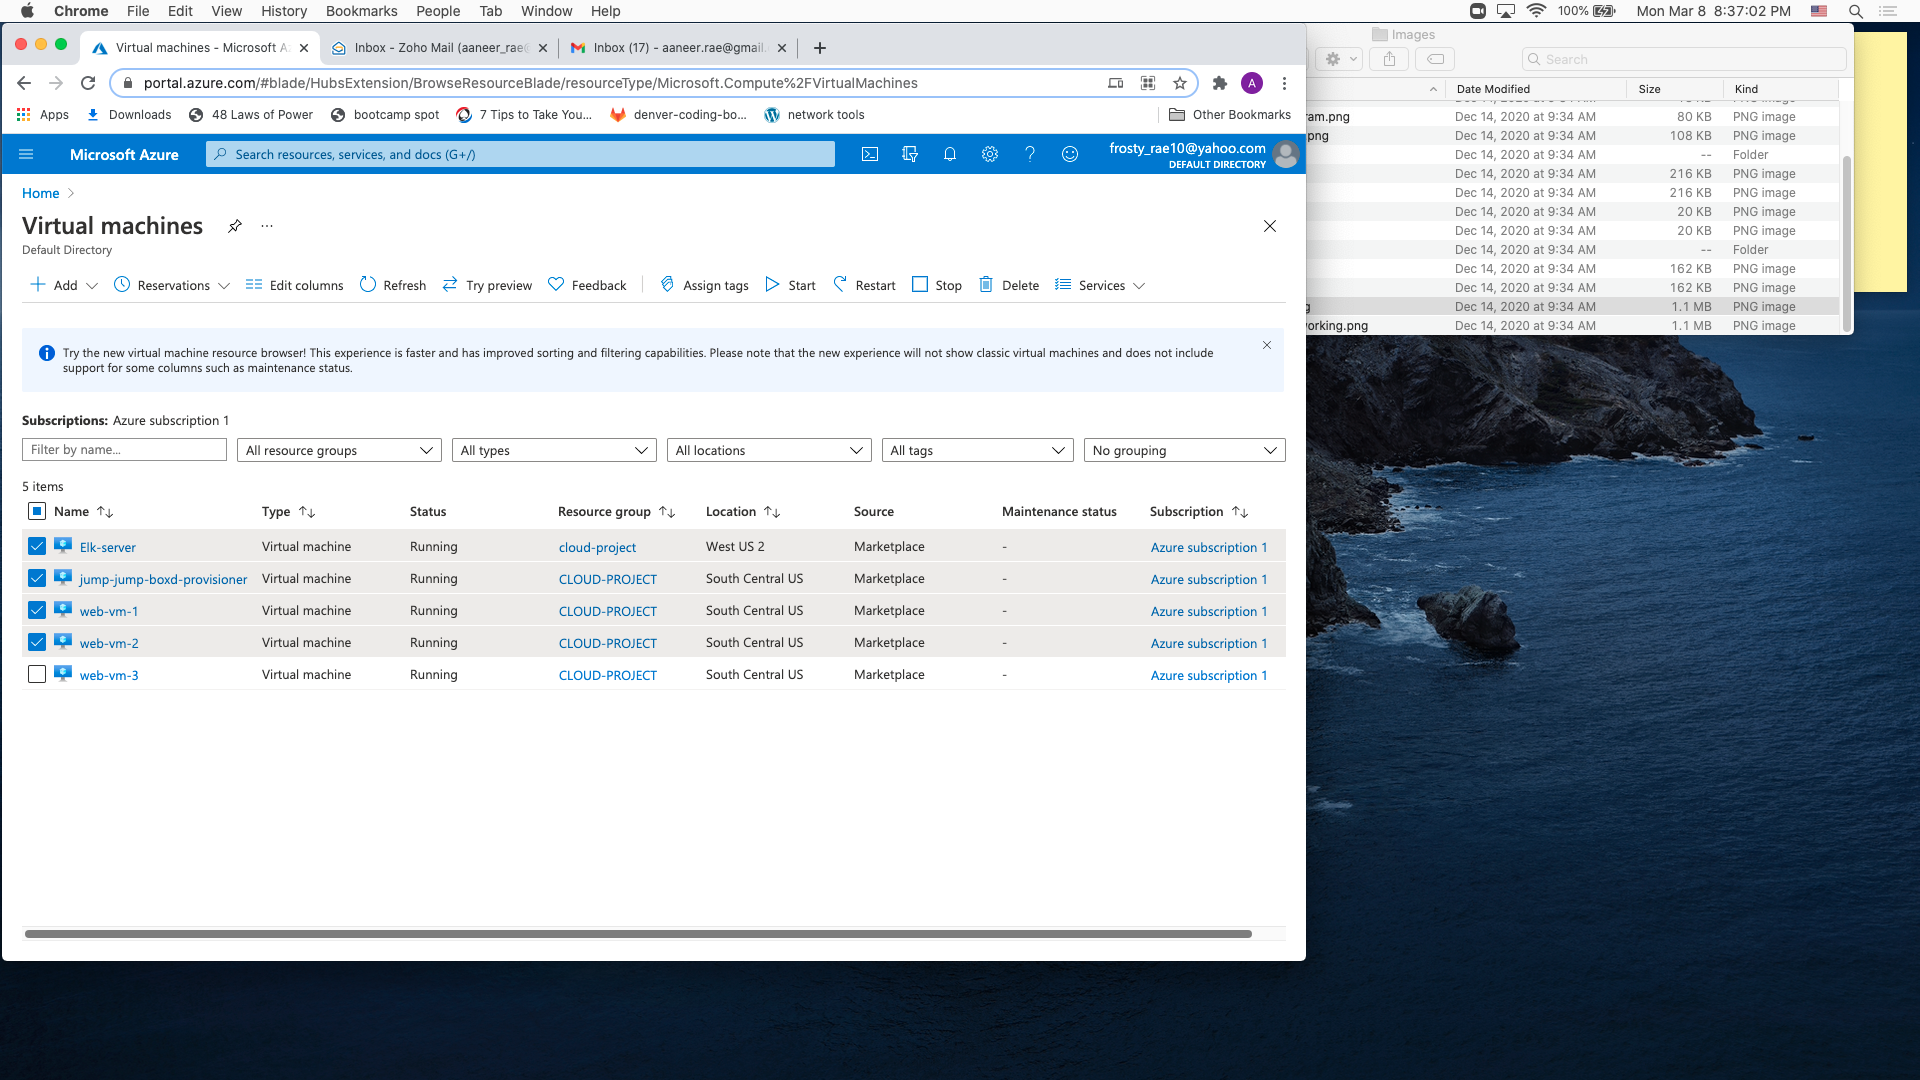 Chrome File Edit View History Bookmarks People Tab Window Help 100% Mon Mar 8 8:37:02 PM
Virtual machines - Microsoft A
Inbox - Zoho Mail (aaneer_rae@
Inbox (17) - aaneer.rae@gmail.
portal.azure.com/#blade/HubsExtension/BrowseResourceBlade/resourceType/Microsoft.Compute%2FVirtualMachines
A
Apps Downloads 48 Laws of Power bootcamp spot 7 Tips to Take You... denver-coding-bo... network tools Other Bookmarks
Microsoft Azure
Search resources, services, and docs (G+/)
frosty_rae10@yahoo.com
DEFAULT DIRECTORY
Home
Virtual machines
Default Directory
Add Reservations Edit columns Refresh Try preview Feedback Assign tags Start Restart Stop Delete Services
Try the new virtual machine resource browser! This experience is faster and has improved sorting and filtering capabilities. Please note that the new experience will not show classic virtual machines and does not include
support for some columns such as maintenance status.
Subscriptions: Azure subscription 1
Filter by name... All resource groups All types All locations All tags No grouping
5 items
Name Type Status Resource group Location Source Maintenance status Subscription
Elk-server Virtual machine Running cloud-project West US 2 Marketplace - Azure subscription 1
jump-jump-boxd-provisioner Virtual machine Running CLOUD-PROJECT South Central US Marketplace - Azure subscription 1
web-vm-1 Virtual machine Running CLOUD-PROJECT South Central US Marketplace - Azure subscription 1
web-vm-2 Virtual machine Running CLOUD-PROJECT South Central US Marketplace - Azure subscription 1
web-vm-3 Virtual machine Running CLOUD-PROJECT South Central US Marketplace - Azure subscription 1
Images
Search
Date Modified Size Kind
ram.png Dec 14, 2020 at 9:34 AM 80 KB PNG image
png Dec 14, 2020 at 9:34 AM 108 KB PNG image
Dec 14, 2020 at 9:34 AM -- Folder
Dec 14, 2020 at 9:34 AM 216 KB PNG image
Dec 14, 2020 at 9:34 AM 216 KB PNG image
Dec 14, 2020 at 9:34 AM 20 KB PNG image
Dec 14, 2020 at 9:34 AM 20 KB PNG image
Dec 14, 2020 at 9:34 AM -- Folder
Dec 14, 2020 at 9:34 AM 162 KB PNG image
Dec 14, 2020 at 9:34 AM 162 KB PNG image
g Dec 14, 2020 at 9:34 AM 1.1 MB PNG image
orking.png Dec 14, 2020 at 9:34 AM 1.1 MB PNG image